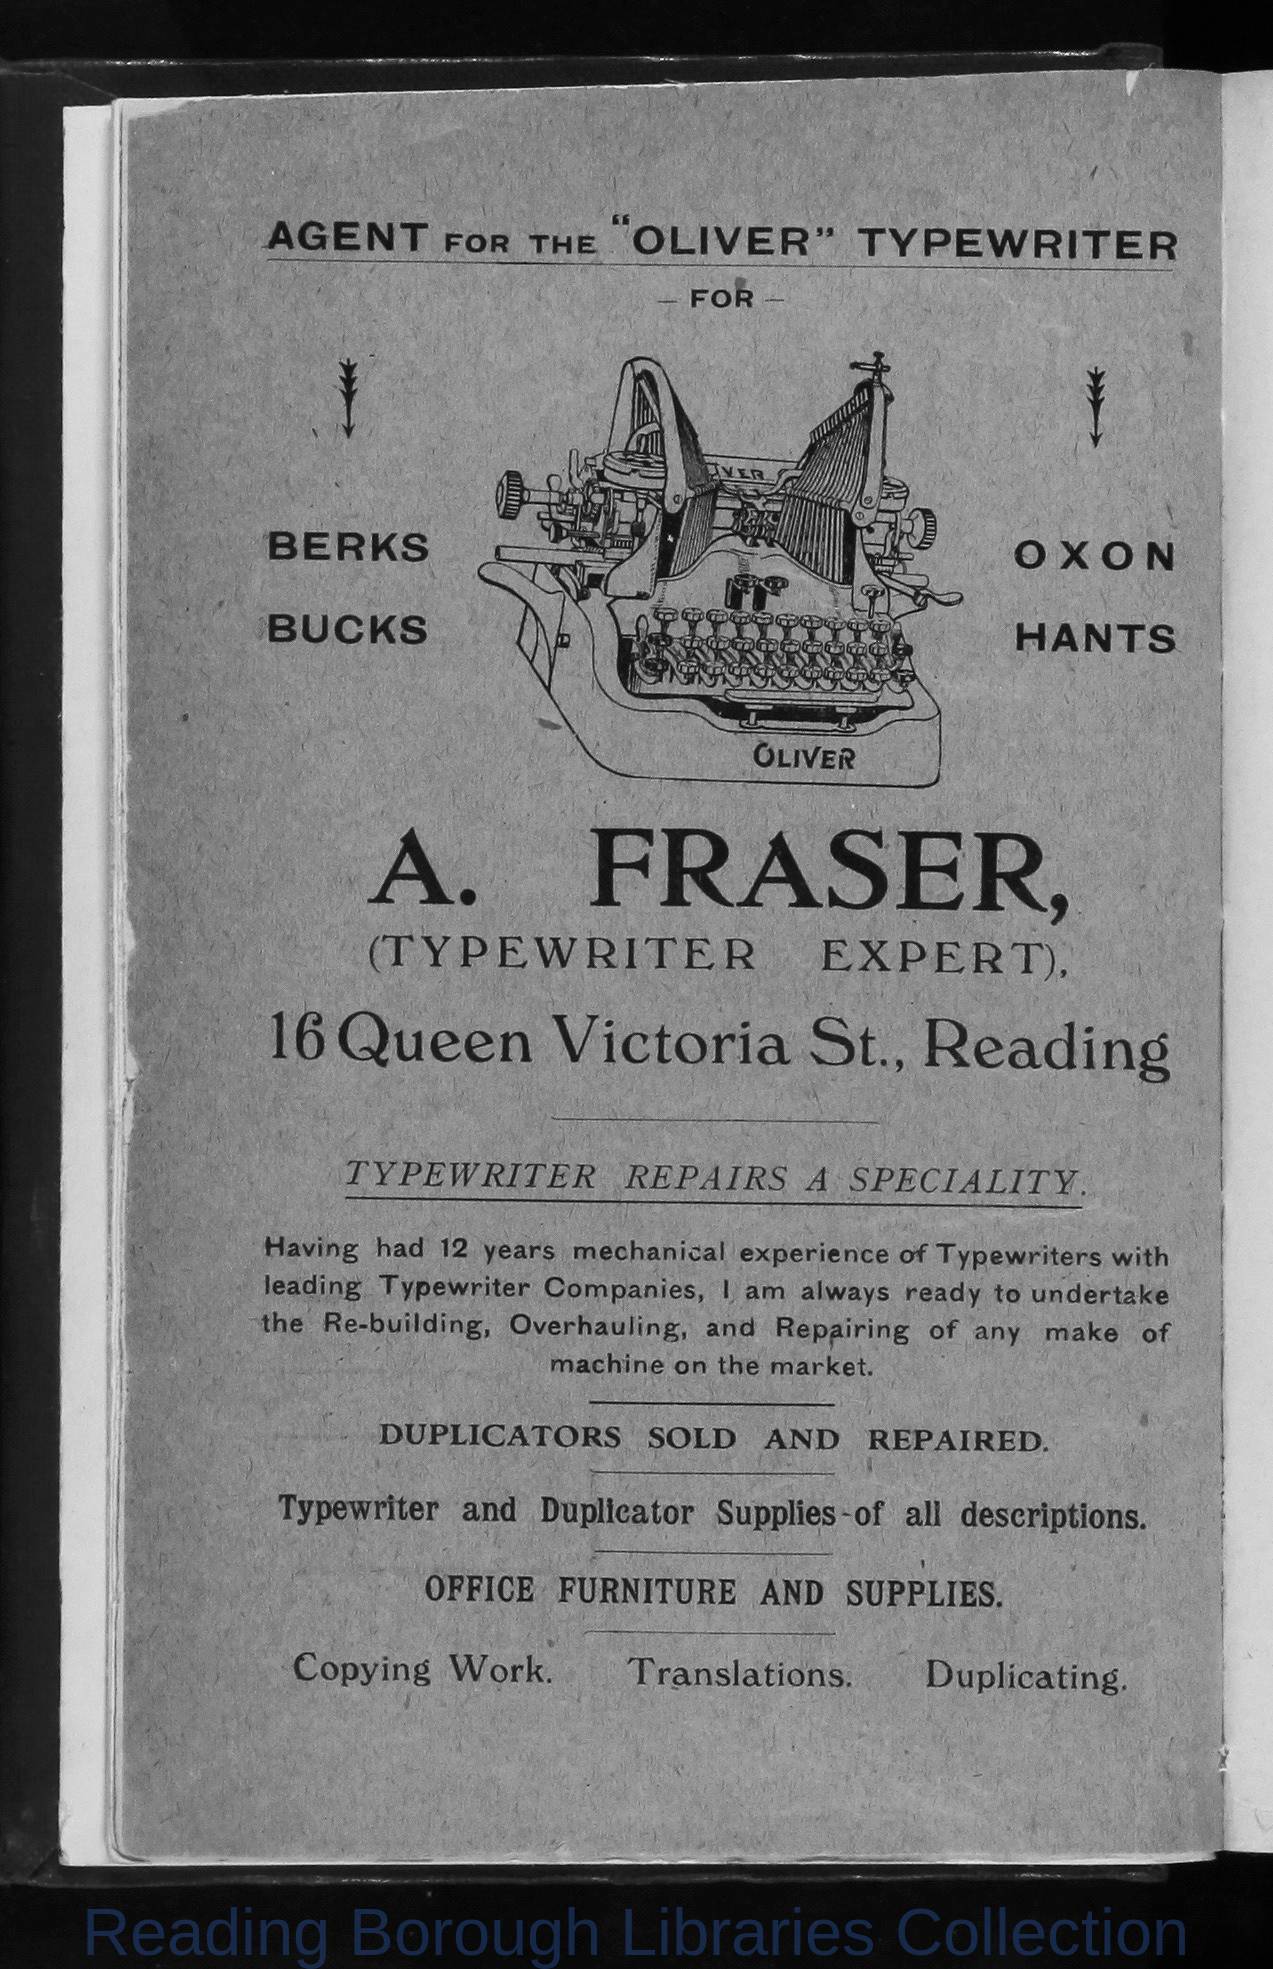 AGENT FOR THE "OLIVER" TYPEWRITER
– FOR –
BERKS
BUCKS
OXON
HANTS
IVER
OLIVER
A. FRASER,
(TYPEWRITER EXPERT),
16 Queen Victoria St., Reading
TYPEWRITER REPAIRS A SPECIALITY.
Having had 12 years mechanical experience of Typewriters with
leading Typewriter Companies, I am always ready to undertake
the Re-building, Overhauling, and Repairing of any make of
machine on the market.
DUPLICATORS SOLD AND REPAIRED.
Typewriter and Duplicator Supplies-of all descriptions.
OFFICE FURNITURE AND SUPPLIES.
Copying Work. Translations. Duplicating.
Reading Borough Libraries Collection